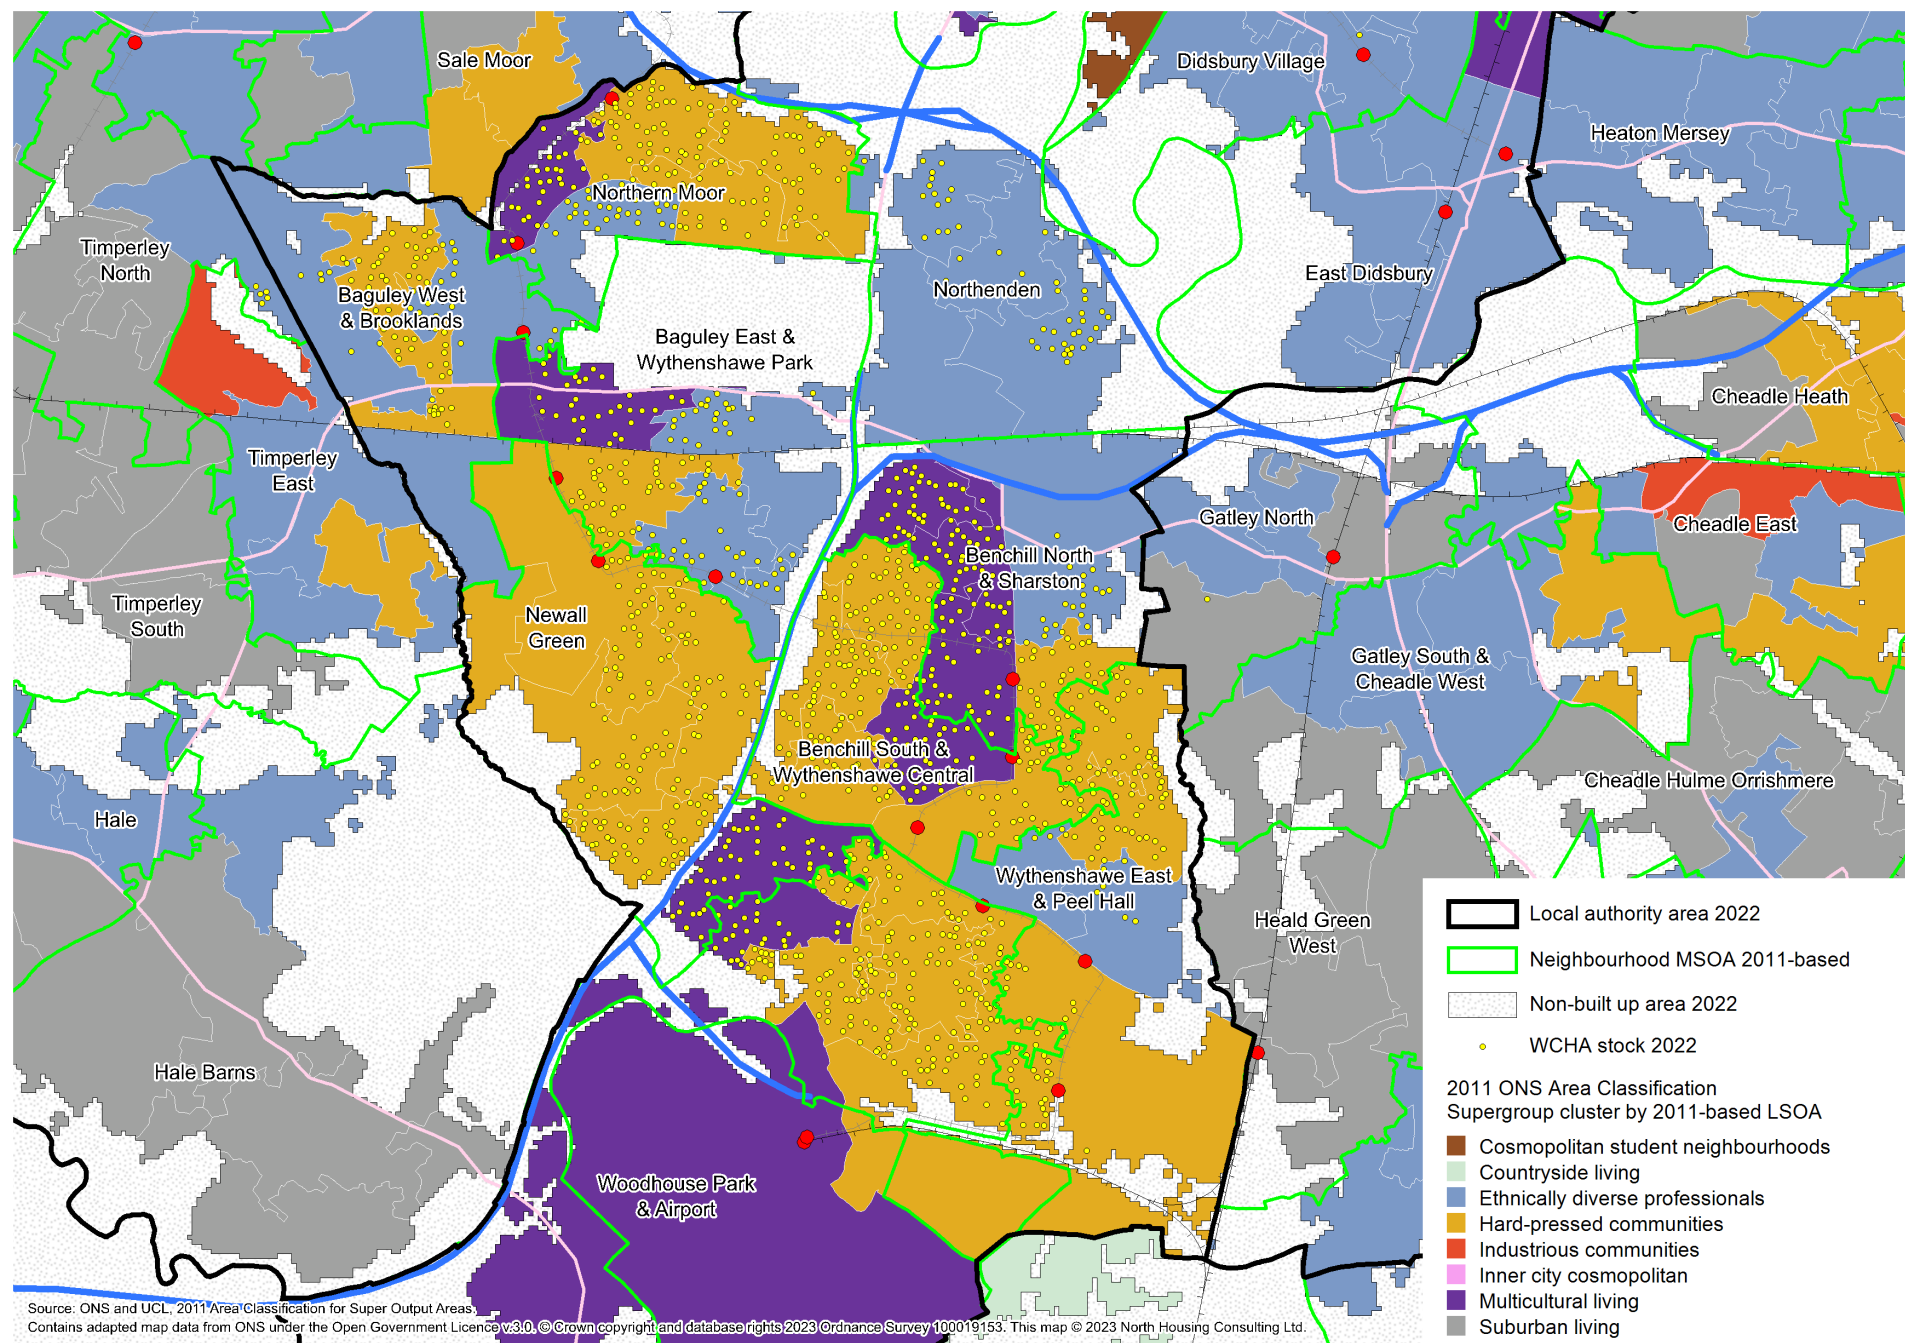 Sale Moor
Didsbury Village
Heaton Mersey
Northern Moor
Timperley
North
East Didsbury
Northenden
Baguley West
& Brooklands
Baguley East &
Wythenshawe Park
Cheadle Heath
Timperley
East
Gatley North
Cheadle East
Benchill North
& Sharston
Timperley
South
Newall
Green
Gatley South &
Cheadle West
Benchill South &
Wythenshawe Central
Cheadle Hulme Orrishmere
Hale
Wythenshawe East
& Peel Hall
Heald Green
West
Hale Barns
Woodhouse Park
& Airport
Local authority area 2022
Neighbourhood MSOA 2011-based
Non-built up area 2022
WCHA stock 2022
2011 ONS Area Classification
Supergroup cluster by 2011-based LSOA
Cosmopolitan student neighbourhoods
Countryside living
Ethnically diverse professionals
Hard-pressed communities
Industrious communities
Inner city cosmopolitan
Multicultural living
Suburban living
Source: ONS and UCL, 2011 Area Classification for Super Output Areas.
Contains adapted map data from ONS under the Open Government Licence v.3.0. © Crown copyright and database rights 2023 Ordnance Survey 100019153. This map © 2023 North Housing Consulting Ltd.